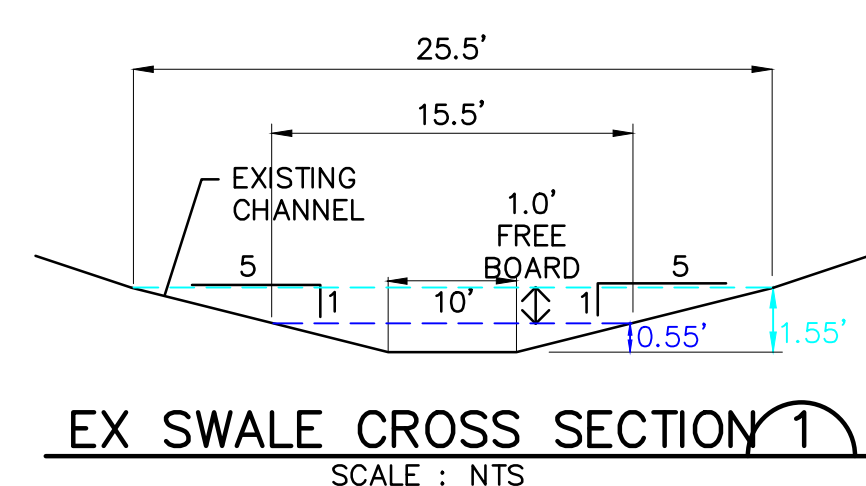 25.5'
15.5'
EXISTING
CHANNEL
1.0'
FREE
BOARD
5
5
1
10'
1
0.55'
1.55'
EX SWALE CROSS SECTION 1
SCALE : NTS